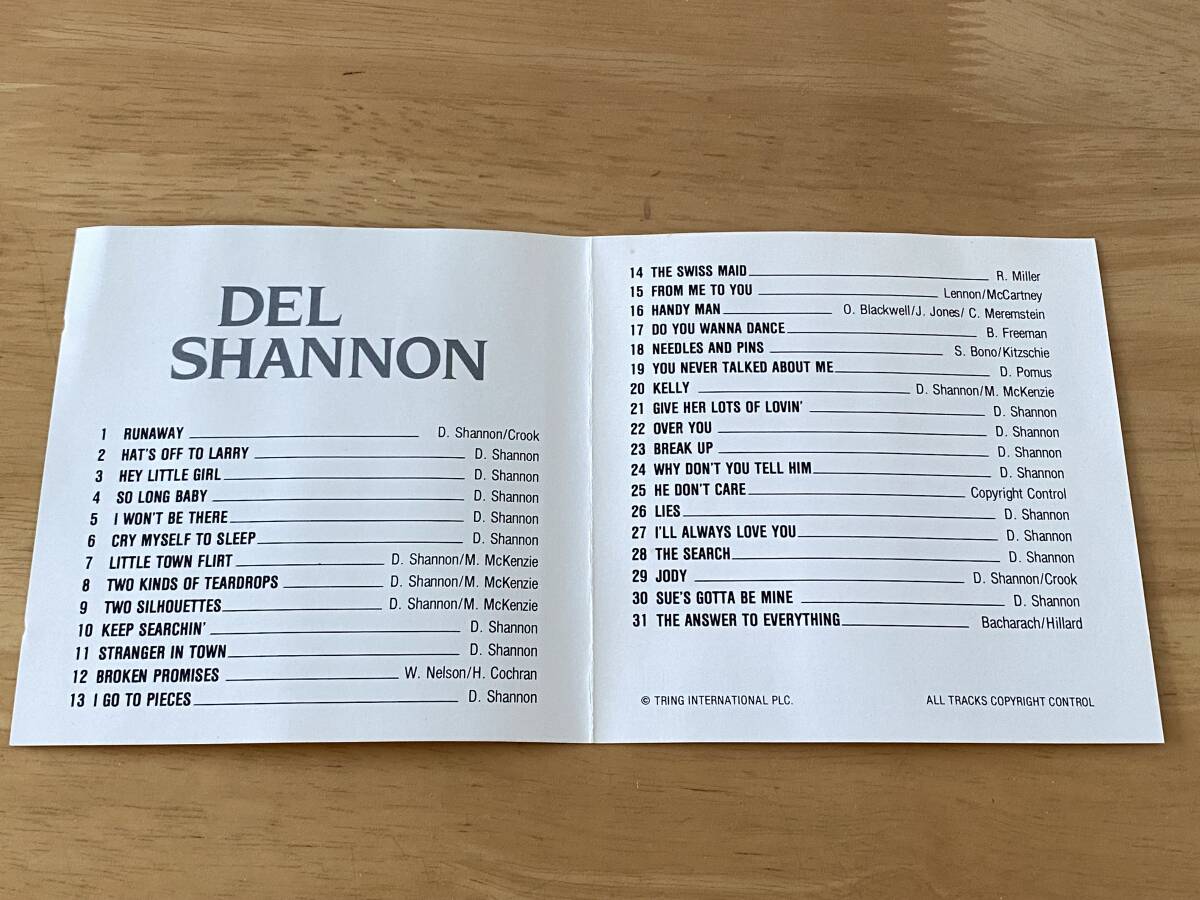 DEL
SHANNON
1 RUNAWAY D. Shannon/Crook
2 HAT'S OFF TO LARRY D. Shannon
3 HEY LITTLE GIRL D. Shannon
4 SO LONG BABY D. Shannon
5 I WON'T BE THERE D. Shannon
6 CRY MYSELF TO SLEEP D. Shannon
7 LITTLE TOWN FLIRT D. Shannon/M. McKenzie
8 TWO KINDS OF TEARDROPS D. Shannon/M. McKenzie
9 TWO SILHOUETTES D. Shannon/M. McKenzie
10 KEEP SEARCHIN' D. Shannon
11 STRANGER IN TOWN D. Shannon
12 BROKEN PROMISES W. Nelson/H. Cochran
13 I GO TO PIECES D. Shannon
14 THE SWISS MAID R. Miller
15 FROM ME TO YOU Lennon/McCartney
16 HANDY MAN O. Blackwell/J. Jones/ C. Meremstein
17 DO YOU WANNA DANCE B. Freeman
18 NEEDLES AND PINS S. Bono/Kitzschie
19 YOU NEVER TALKED ABOUT ME D. Pomus
20 KELLY D. Shannon/M. McKenzie
21 GIVE HER LOTS OF LOVIN' D. Shannon
22 OVER YOU D. Shannon
23 BREAK UP D. Shannon
24 WHY DON'T YOU TELL HIM D. Shannon
25 HE DON'T CARE Copyright Control
26 LIES D. Shannon
27 I'LL ALWAYS LOVE YOU D. Shannon
28 THE SEARCH D. Shannon
29 JODY D. Shannon/Crook
30 SUE'S GOTTA BE MINE D. Shannon
31 THE ANSWER TO EVERYTHING Bacharach/Hillard
© TRING INTERNATIONAL PLC. ALL TRACKS COPYRIGHT CONTROL